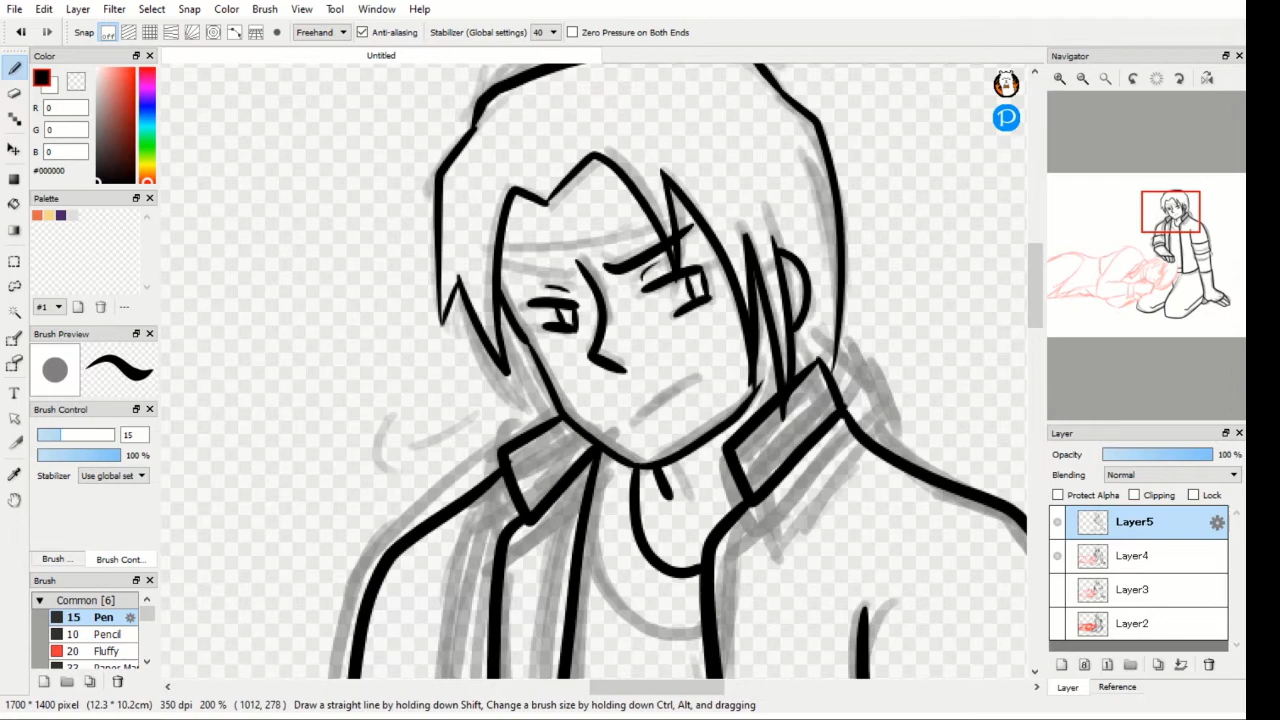 File Edit Layer Filter Select Snap Color Brush View Tool Window Help
Snap off Freehand Anti-aliasing Stabilizer (Global settings) 40 Zero Pressure on Both Ends
Color
Untitled
Navigator
R 0
G 0
B 0
#000000
Palette
#1
Brush Preview
Brush Control
15
100 %
Stabilizer Use global set
Brush ... Brush Cont...
Brush
Common [6]
15 Pen
10 Pencil
20 Fluffy
Layer
Opacity 100 %
Blending Normal
Protect Alpha Clipping Lock
Layer5
Layer4
Layer3
Layer2
Layer Reference
1700 * 1400 pixel (12.3 * 10.2cm) 350 dpi 200 % ( 1012, 278 ) Draw a straight line by holding down Shift, Change a brush size by holding down Ctrl, Alt, and dragging